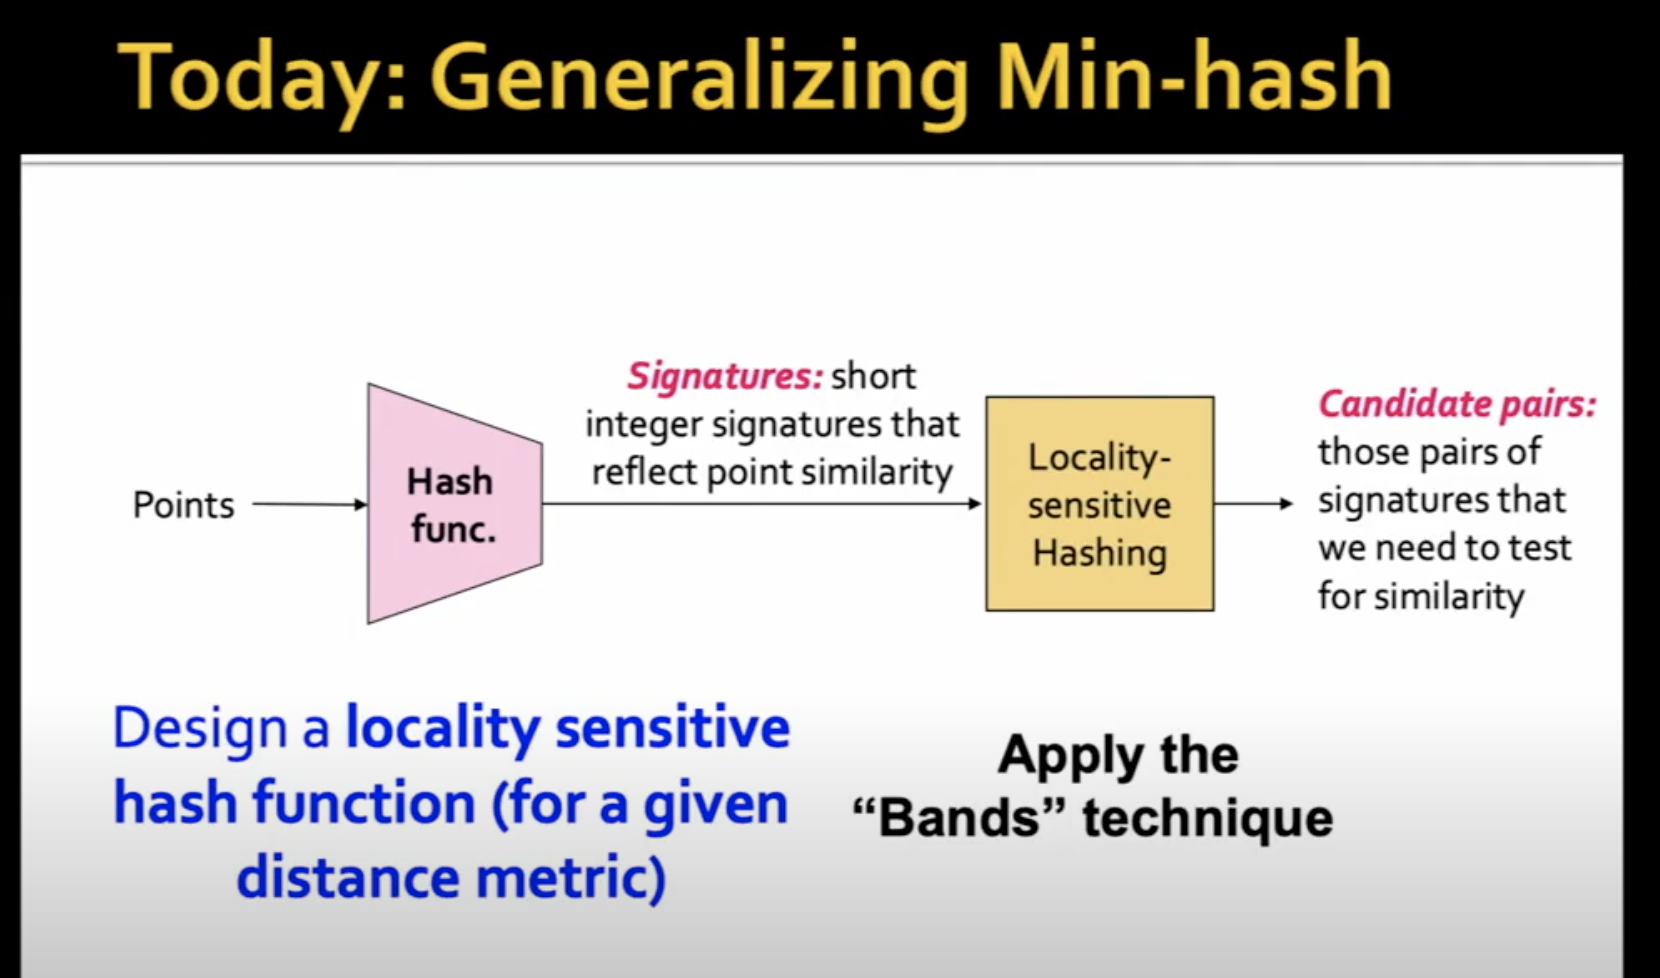 Today: Generalizing Min-hash
Points
Hash
func.
Signatures: short
integer signatures that
reflect point similarity
Locality-
sensitive
Hashing
Candidate pairs:
those pairs of
signatures that
we need to test
for similarity
Design a locality sensitive
hash function (for a given
distance metric)
Apply the
“Bands” technique